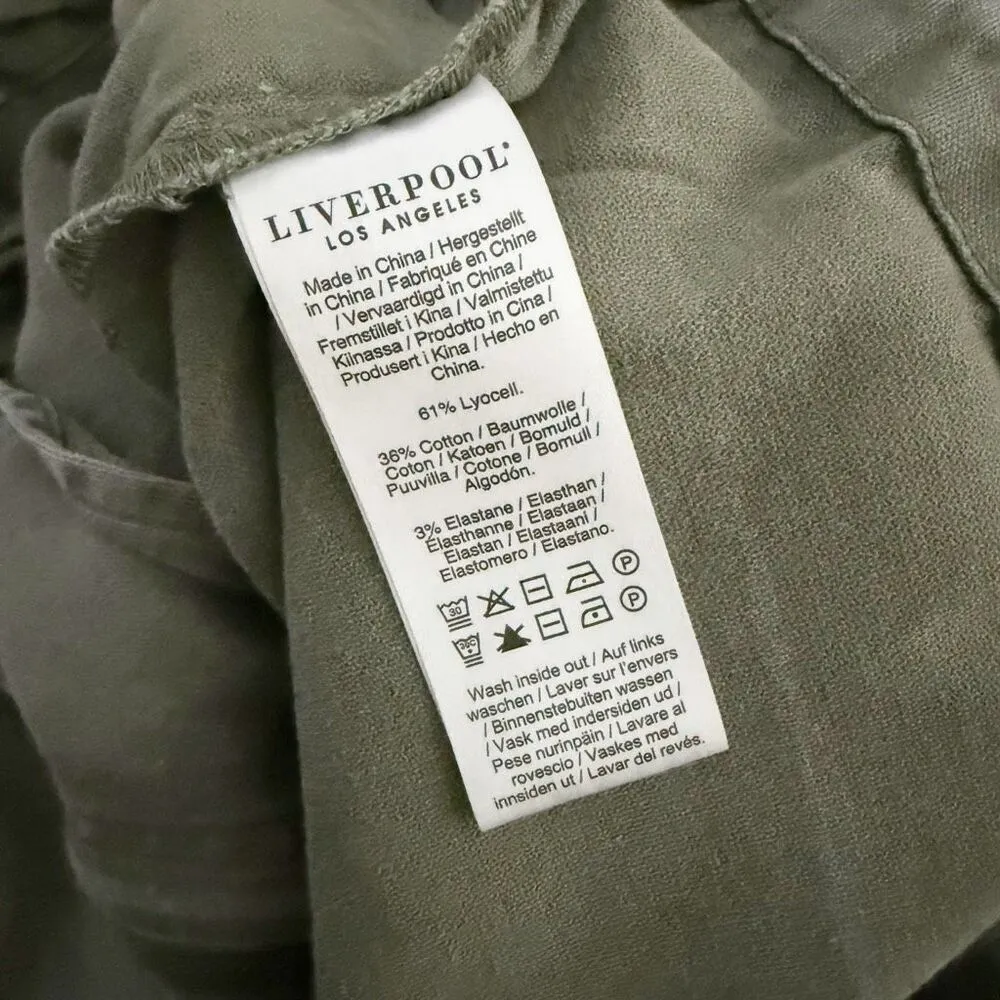 LIVERPOOL
LOS ANGELES
Made in China / Hergestellt
in China / Fabriqué en Chine
/ Vervaardigd in China /
Fremstillet i Kina / Valmistettu
Kiinassa / Prodotto in Cina /
Produsert i Kina / Hecho en
China.
61% Lyocell.
36% Cotton / Baumwolle /
Coton / Katoen / Bomuld /
Puuvilla / Cotone / Bomull /
Algodón.
3% Elastane / Elasthan /
Élasthanne / Elastaan /
Elastan / Elastaani /
Elastomero / Elastano.
30 P
30C P
Wash inside out / Auf links
waschen / Laver sur l'envers
/ Binnenstebuiten wassen
/ Vask med indersiden ud /
Pese nurinpäin / Lavare al
rovescio / Vaskes med
innsiden ut / Lavar del revés.